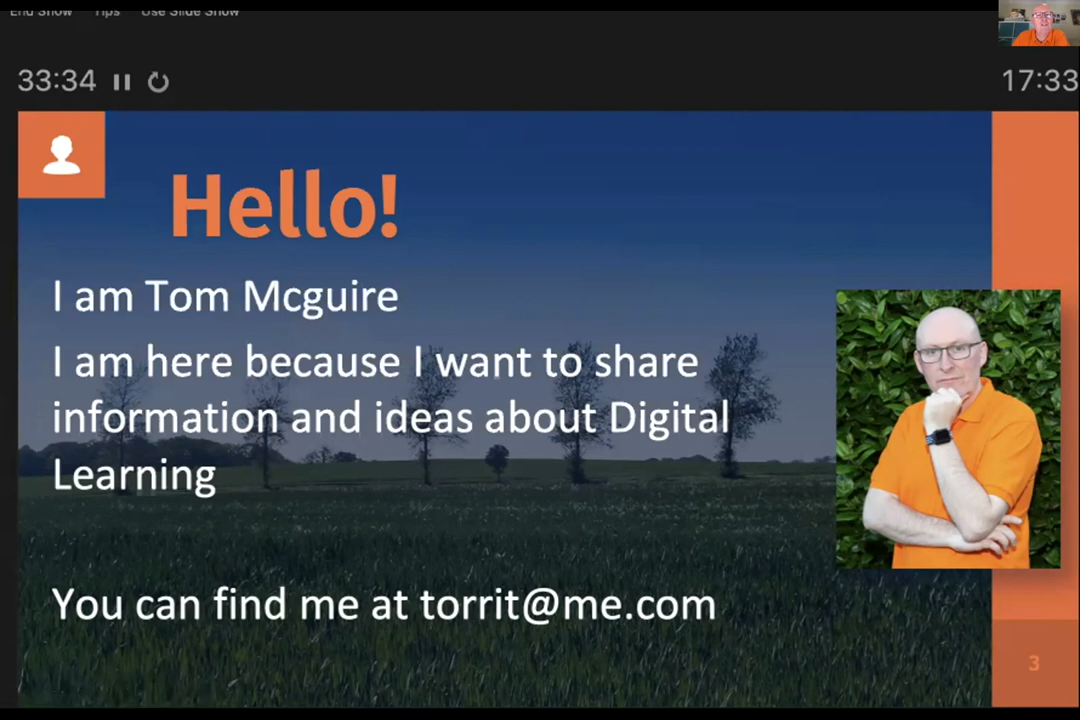 End Show Tips Use Slide Show
33:34 17:33
Hello!
I am Tom Mcguire
I am here because I want to share
information and ideas about Digital
Learning
You can find me at torrit@me.com
3